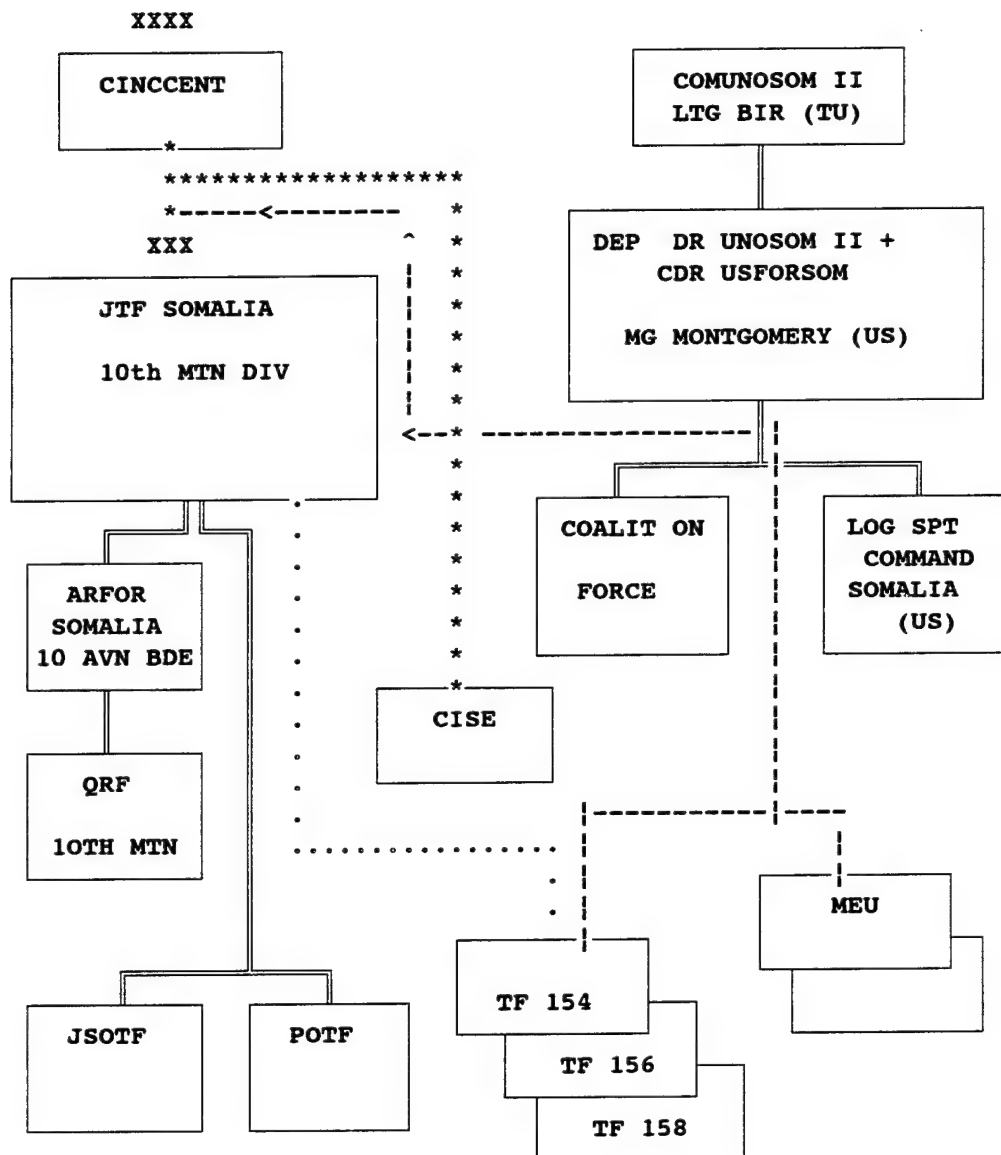 XXXX
CINCCENT
COMUNOSOM II
LTG BIR (TU)
DEP DR UNOSOM II +
CDR USFORSOM
MG MONTGOMERY (US)
XXX
JTF SOMALIA
10th MTN DIV
COALIT ON
FORCE
LOG SPT
COMMAND
SOMALIA
(US)
ARFOR
SOMALIA
10 AVN BDE
CISE
QRF
10TH MTN
MEU
JSOTF
POTF
TF 154
TF 156
TF 158